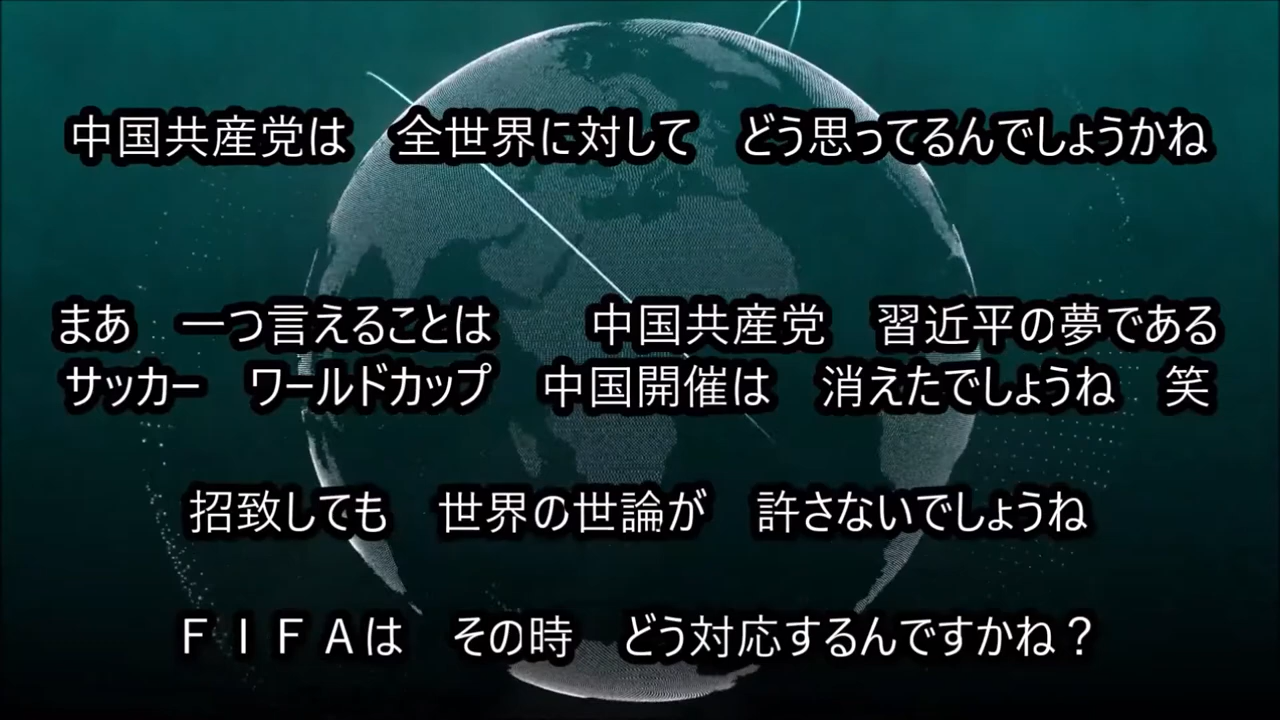 中国共産党は　全世界に対して　どう思ってるんでしょうかね
まあ　一つ言えることは　　中国共産党　習近平の夢である
サッカー　ワールドカップ　中国開催は　消えたでしょうね　笑
招致しても　世界の世論が　許さないでしょうね
ＦＩＦＡは　その時　どう対応するんですかね？